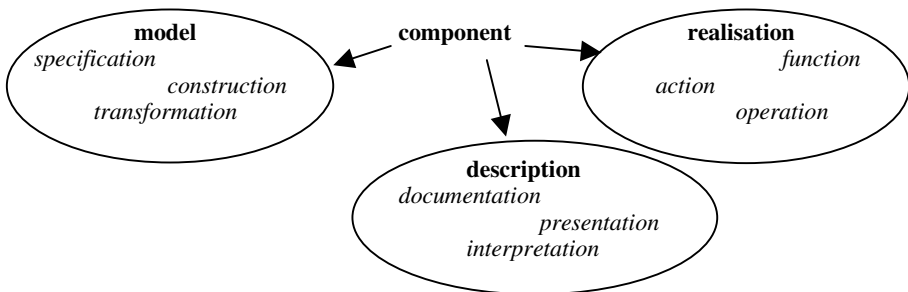 model
specification
construction
transformation
component
realisation
function
action
operation
description
documentation
presentation
interpretation